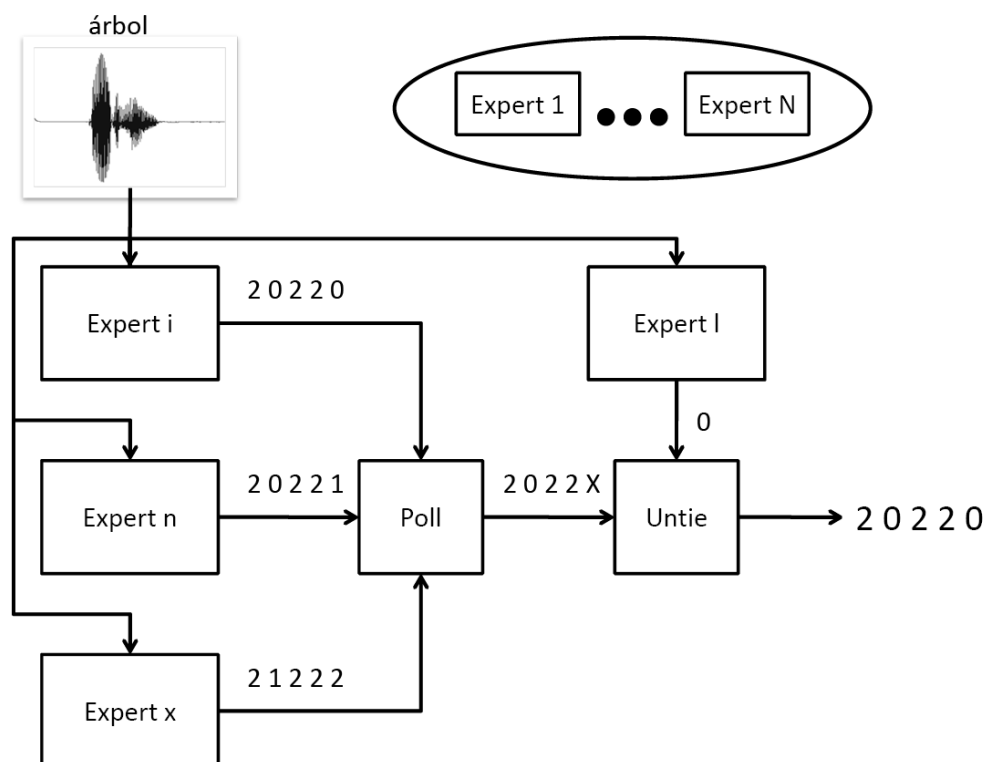 árbol
Expert 1
Expert N
Expert i
2 0 2 2 0
Expert l
0
Expert n
2 0 2 2 1
Poll
2 0 2 2 X
Untie
2 0 2 2 0
Expert x
2 1 2 2 2